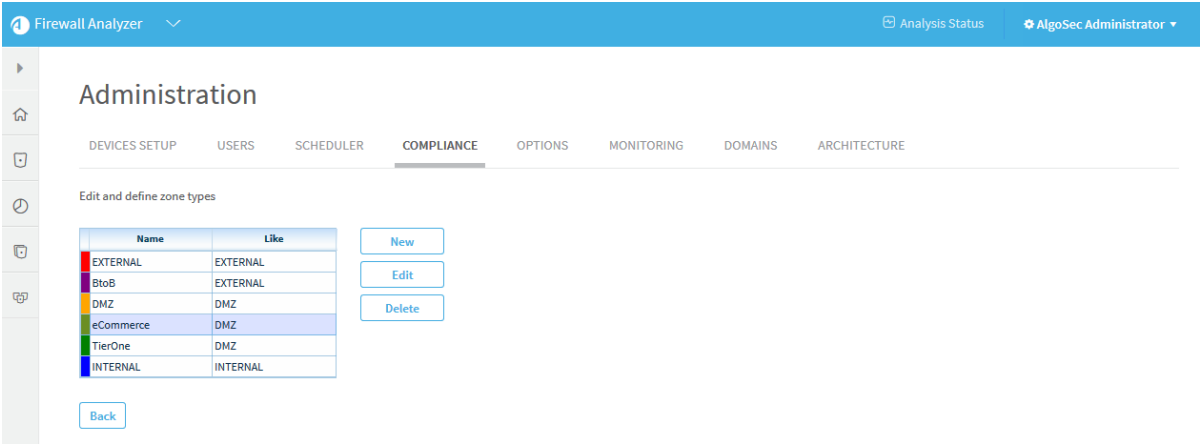 Firewall Analyzer
Analysis Status
AlgoSec Administrator
Administration
DEVICES SETUP USERS SCHEDULER COMPLIANCE OPTIONS MONITORING DOMAINS ARCHITECTURE
Edit and define zone types
Name Like
EXTERNAL EXTERNAL
BtoB EXTERNAL
DMZ DMZ
eCommerce DMZ
TierOne DMZ
INTERNAL INTERNAL
New
Edit
Delete
Back